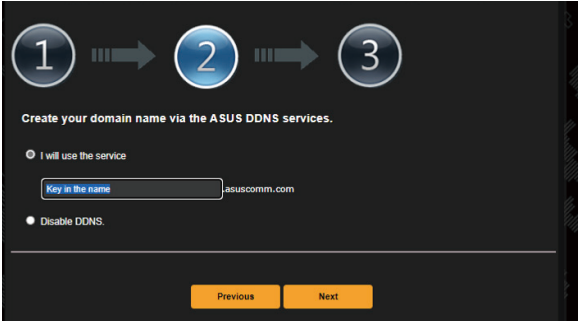 1 2 3
Create your domain name via the ASUS DDNS services.
I will use the service
Key in the name .asuscomm.com
Disable DDNS.
Previous Next